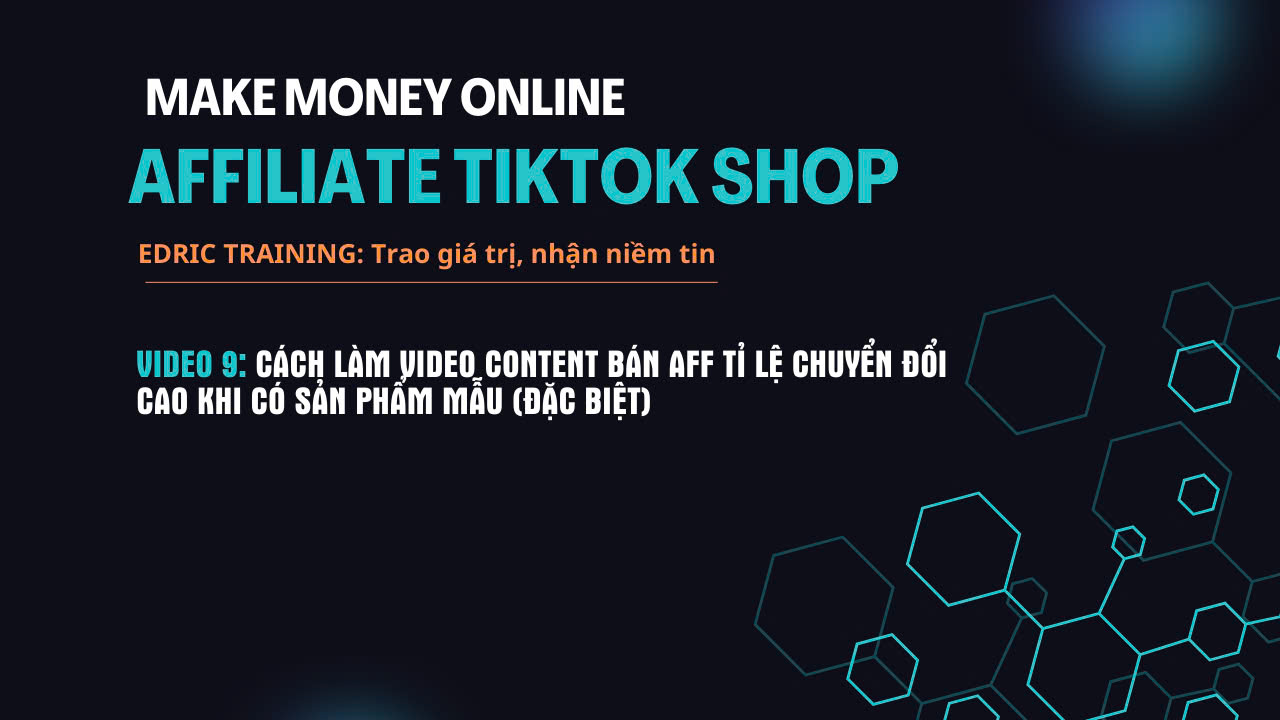 MAKE MONEY ONLINE
AFFILIATE TIKTOK SHOP
EDRIC TRAINING: Trao giá trị, nhận niềm tin
VIDEO 9: CÁCH LÀM VIDEO CONTENT BÁN AFF TỈ LỆ CHUYỂN ĐỔI
CAO KHI CÓ SẢN PHẨM MẪU (ĐẶC BIỆT)